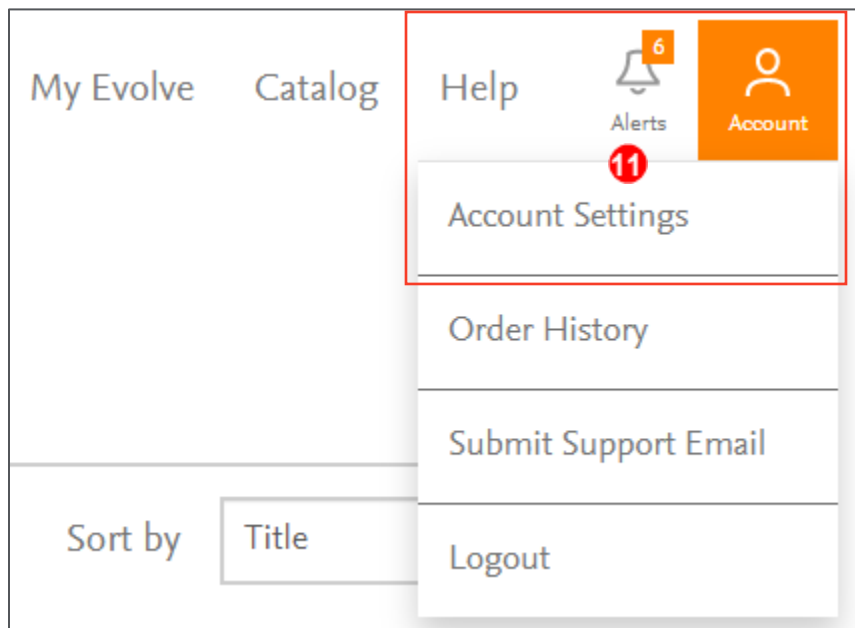 My Evolve Catalog Help
6
Alerts Account
11
Account Settings
Order History
Submit Support Email
Sort by Title
Logout